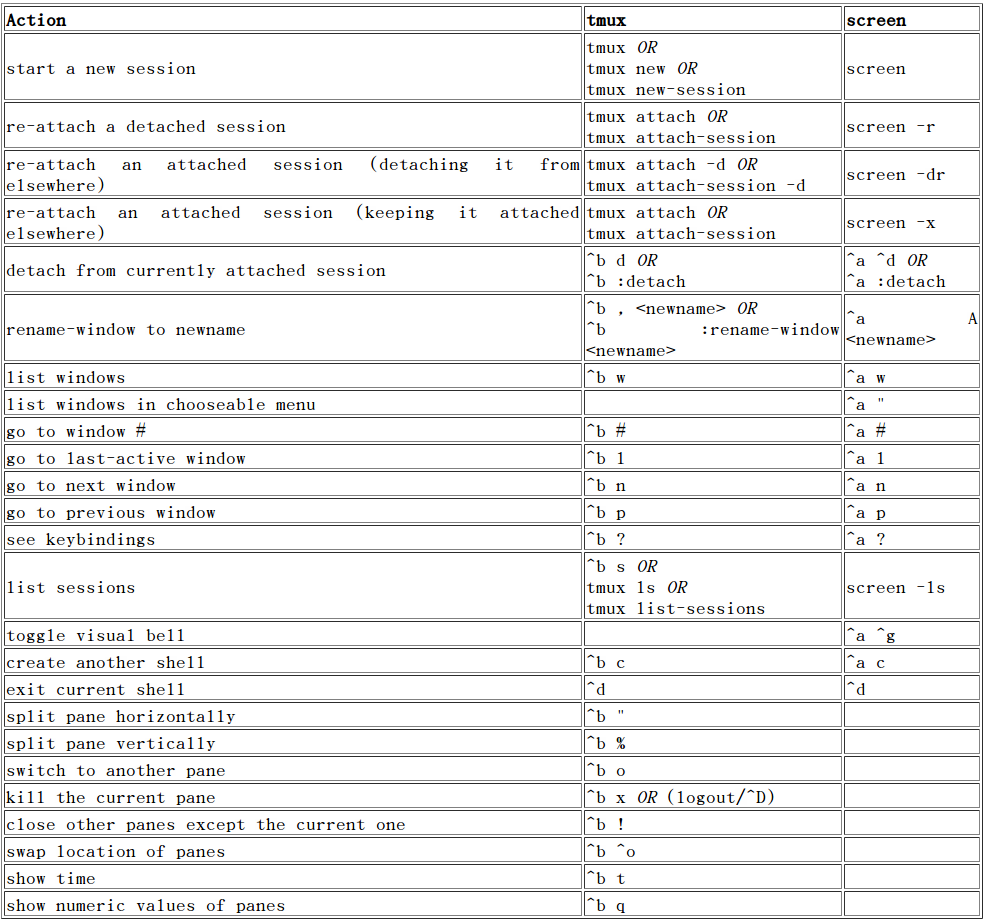 Action tmux screen
start a new session
tmux OR
tmux new OR
tmux new-session
screen
re-attach a detached session
tmux attach OR
tmux attach-session
screen -r
re-attach an attached session (detaching it from
elsewhere)
tmux attach -d OR
tmux attach-session -d
screen -dr
re-attach an attached session (keeping it attached
elsewhere)
tmux attach OR
tmux attach-session
screen -x
detach from currently attached session
^b d OR
^b :detach
^a ^d OR
^a :detach
rename-window to newname
^b , <newname> OR
^b :rename-window
<newname>
^a A
<newname>
list windows ^b w ^a w
list windows in chooseable menu ^a "
go to window # ^b # ^a #
go to last-active window ^b l ^a l
go to next window ^b n ^a n
go to previous window ^b p ^a p
see keybindings ^b ? ^a ?
list sessions
^b s OR
tmux ls OR
tmux list-sessions
screen -ls
toggle visual bell ^a ^g
create another shell ^b c ^a c
exit current shell ^d ^d
split pane horizontally ^b "
split pane vertically ^b %
switch to another pane ^b o
kill the current pane ^b x OR (logout/^D)
close other panes except the current one ^b !
swap location of panes ^b ^o
show time ^b t
show numeric values of panes ^b q